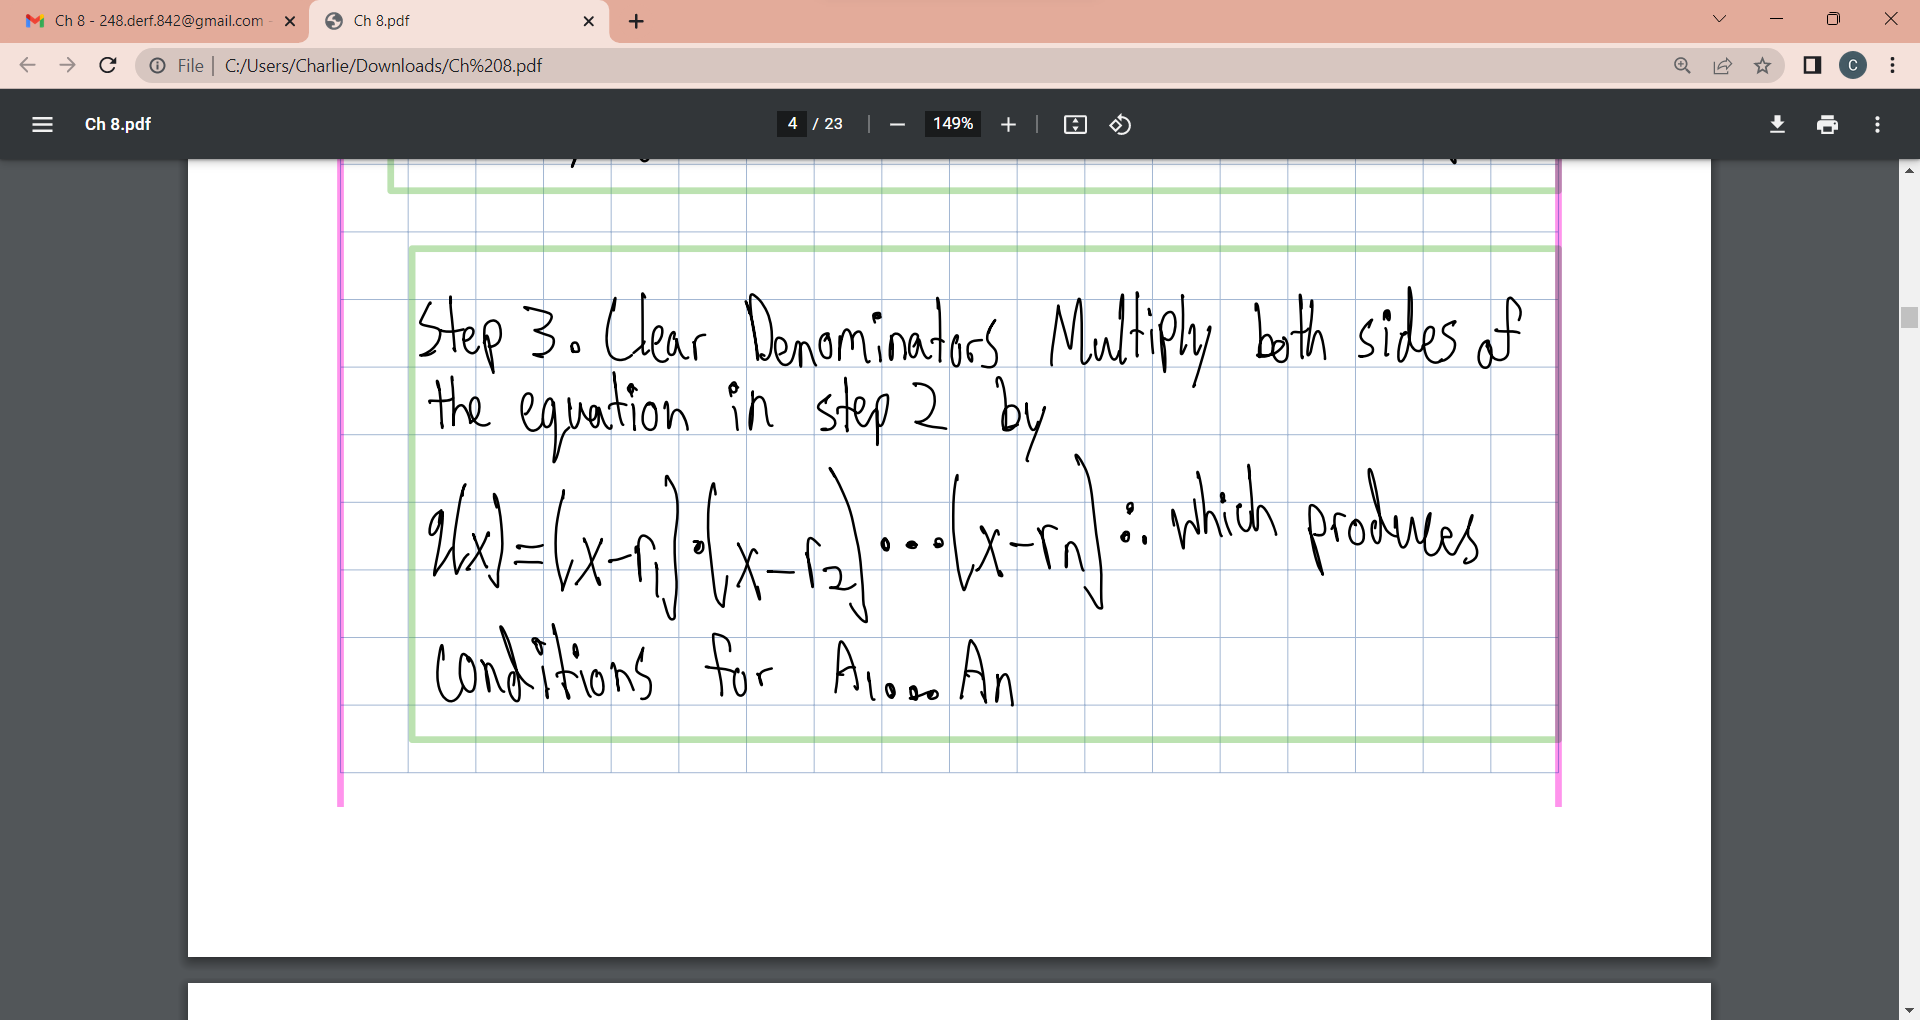 Ch 8 - 248.derf.842@gmail.com
Ch 8.pdf
File | C:/Users/Charlie/Downloads/Ch%208.pdf
C
Ch 8.pdf
4 / 23
149%
Step 3. Clear Denominators Multiply both sides of
the equation in step 2 by
q(x)=(x-r₁)·(x-r₂)...(x-rn) ∴ which produces
conditions for A₁... An